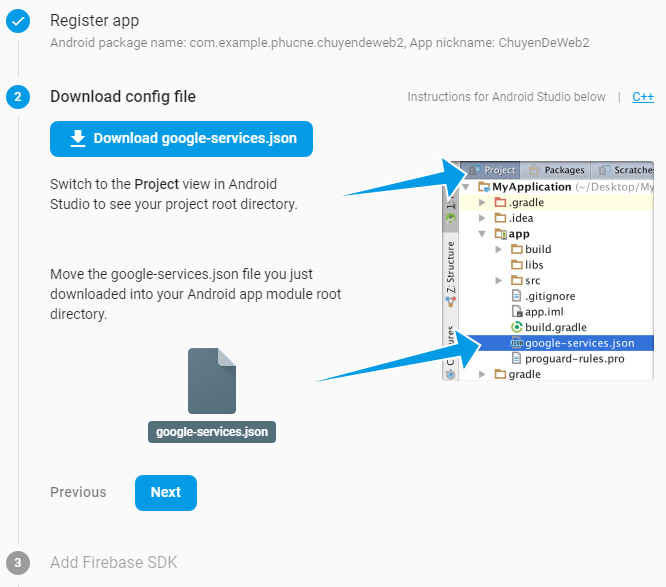 Register app
Android package name: com.example.phucne.chuyendeweb2, App nickname: ChuyenDeWeb2
2
Download config file
Instructions for Android Studio below | C++
Download google-services.json
Switch to the Project view in Android
Studio to see your project root directory.
Move the google-services.json file you just
downloaded into your Android app module root
directory.
google-services.json
Project Packages Scratches
MyApplication (~/Desktop/My
.gradle
.idea
app
build
libs
src
.gitignore
app.iml
build.gradle
google-services.json
proguard-rules.pro
gradle
Z: Structure
Previous
Next
3
Add Firebase SDK